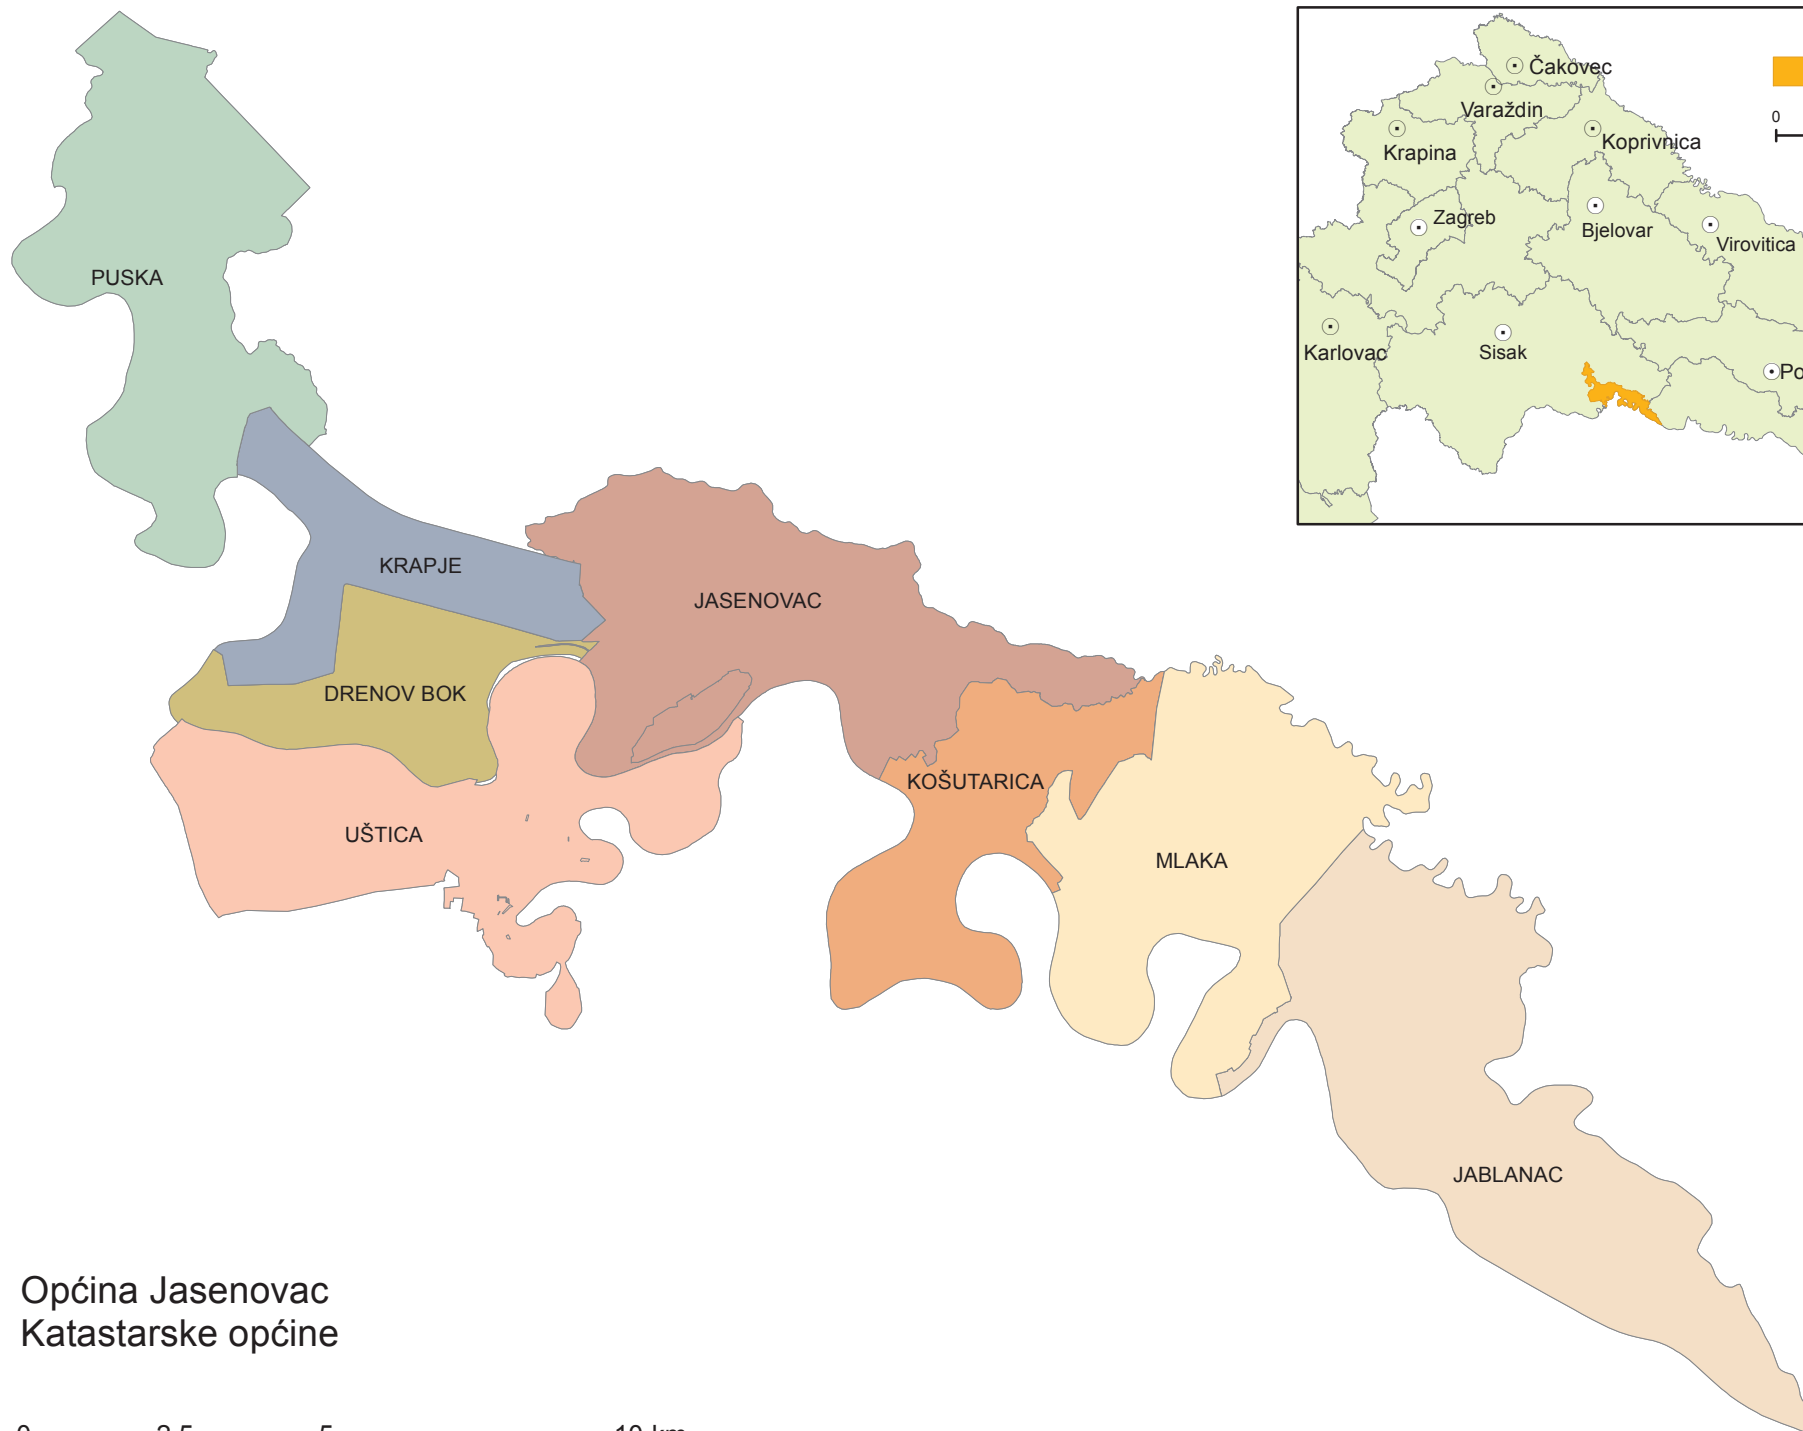 Čakovec
Varaždin
0
Krapina
Koprivnica
Zagreb
Bjelovar
Virovitica
Karlovac
Sisak
Po
PUSKA
KRAPJE
JASENOVAC
DRENOV BOK
KOŠUTARICA
UŠTICA
MLAKA
JABLANAC
Općina Jasenovac
Katastarske općine